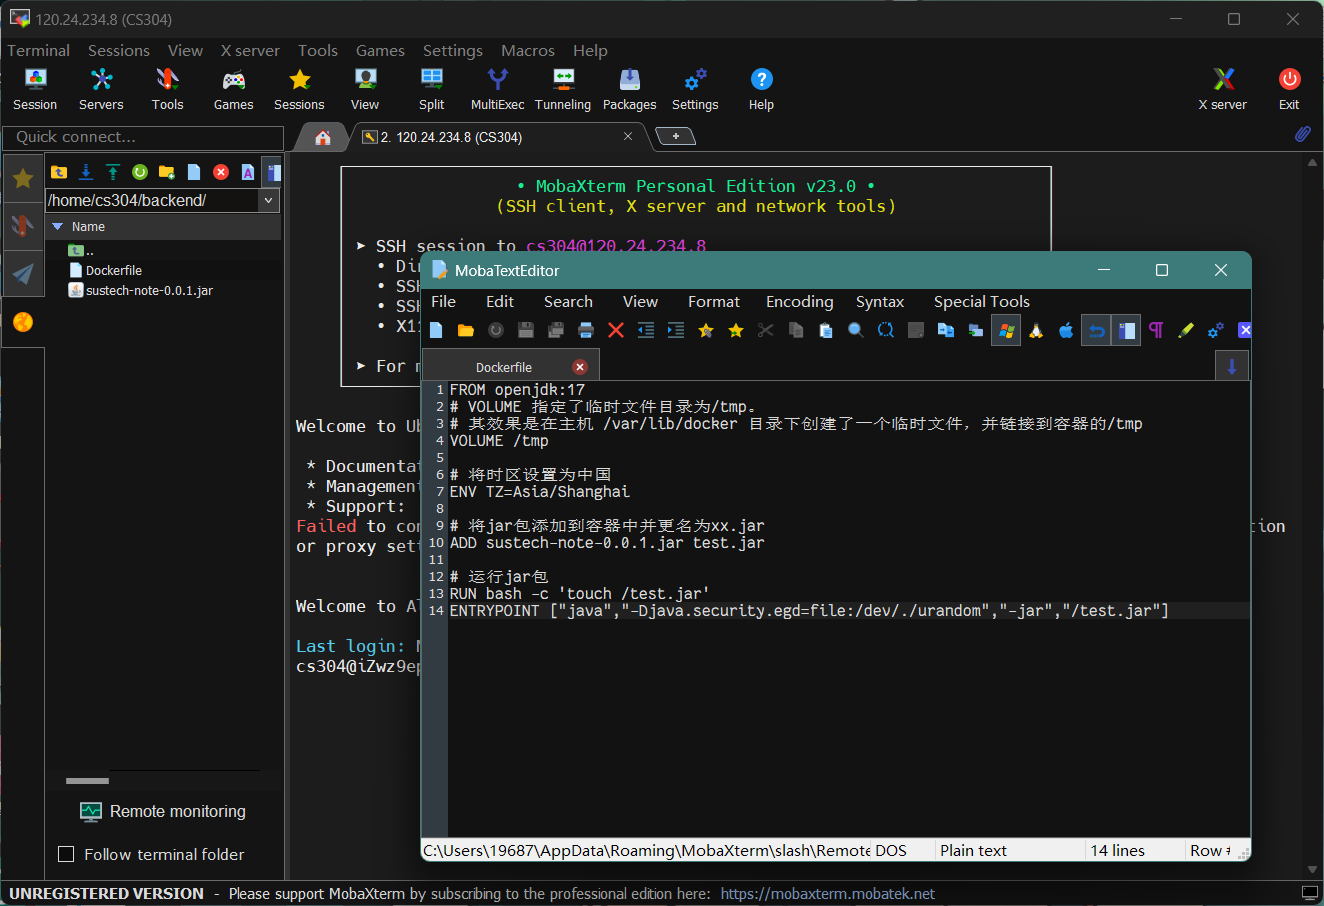 120.24.234.8 (CS304)
Terminal Sessions View X server Tools Games Settings Macros Help
Session Servers Tools Games Sessions View Split MultiExec Tunneling Packages Settings Help X server Exit
Quick connect...
2. 120.24.234.8 (CS304)
/home/cs304/backend/
Name
..
Dockerfile
sustech-note-0.0.1.jar
Remote monitoring
Follow terminal folder
• MobaXterm Personal Edition v23.0 •
(SSH client, X server and network tools)
➤ SSH session to cs304@120.24.234.8
• Di
• SSH
• SSH
• X11
➤ For
Welcome to Ub
* Documentat
* Management
* Support:
Failed to con tion
or proxy set
Welcome to Al
Last login:
cs304@iZwz9ep
MobaTextEditor
File Edit Search View Format Encoding Syntax Special Tools
Dockerfile
1 FROM openjdk:17
2 # VOLUME 指定了临时文件目录为/tmp。
3 # 其效果是在主机 /var/lib/docker 目录下创建了一个临时文件，并链接到容器的/tmp
4 VOLUME /tmp
5
6 # 将时区设置为中国
7 ENV TZ=Asia/Shanghai
8
9 # 将jar包添加到容器中并更名为xx.jar
10 ADD sustech-note-0.0.1.jar test.jar
11
12 # 运行jar包
13 RUN bash -c 'touch /test.jar'
14 ENTRYPOINT ["java","-Djava.security.egd=file:/dev/./urandom","-jar","/test.jar"]
C:\Users\19687\AppData\Roaming\MobaXterm\slash\Remote DOS Plain text 14 lines Row #
UNREGISTERED VERSION - Please support MobaXterm by subscribing to the professional edition here: https://mobaxterm.mobatek.net